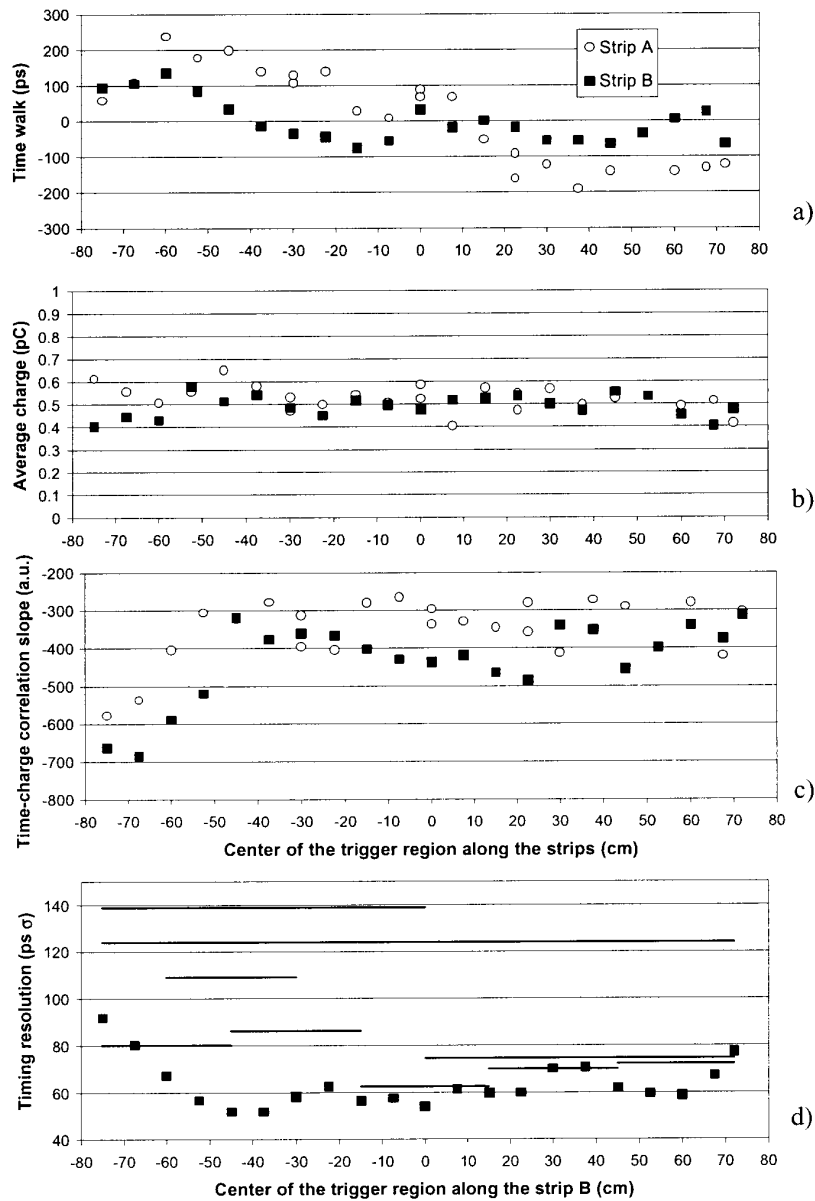 Time walk (ps)
300
200
100
0
-100
-200
-300
Strip A
Strip B
-80 -70 -60 -50 -40 -30 -20 -10 0 10 20 30 40 50 60 70 80
a)
Average charge (pC)
1
0.9
0.8
0.7
0.6
0.5
0.4
0.3
0.2
0.1
0
-80 -70 -60 -50 -40 -30 -20 -10 0 10 20 30 40 50 60 70 80
b)
Time-charge correlation slope (a.u.)
-200
-300
-400
-500
-600
-700
-800
-80 -70 -60 -50 -40 -30 -20 -10 0 10 20 30 40 50 60 70 80
c)
Center of the trigger region along the strips (cm)
Timing resolution (ps σ)
140
120
100
80
60
40
-80 -70 -60 -50 -40 -30 -20 -10 0 10 20 30 40 50 60 70 80
d)
Center of the trigger region along the strip B (cm)